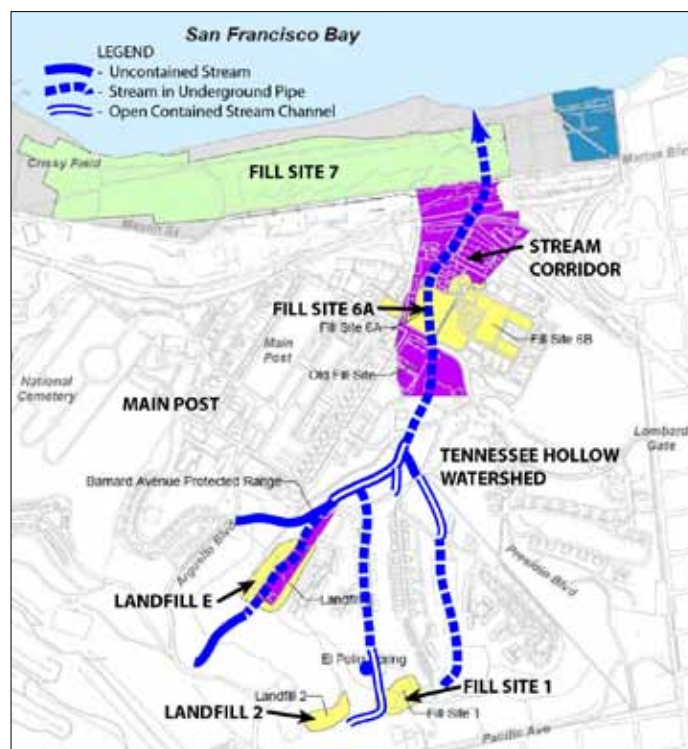 San Francisco Bay
LEGEND
- Uncontained Stream
- Stream in Underground Pipe
- Open Contained Stream Channel
Crissy Field
Mason St
FILL SITE 7
STREAM
CORRIDOR
FILL SITE 6A
Fill Site 6A
Main
Post
Fill Site 6B
Old Fill Site
National
Cemetery
MAIN POST
Lombard
Gate
TENNESSEE HOLLOW
WATERSHED
Barnard Avenue Protected Range
Arguello Blvd
Presidio Blvd
LANDFILL E
El Polin Spring
Landfill 2
LANDFILL 2
FILL SITE 1
Fill Site 1
Pacific Ave